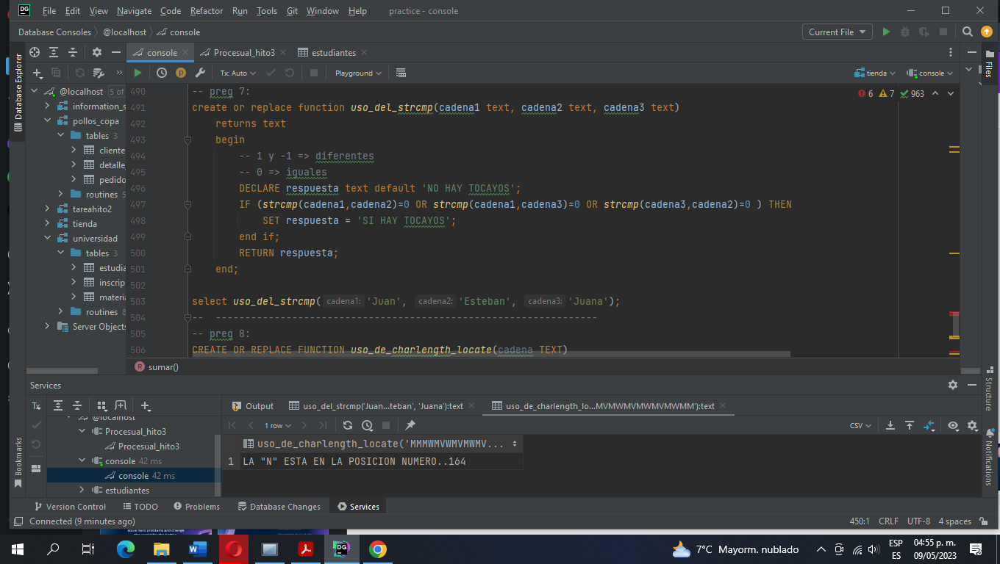 DG File Edit View Navigate Code Refactor Run Tools Git Window Help practice - console
Database Consoles @localhost console Current File
console Procesual_hito3 estudiantes
Tx: Auto Playground tienda console
Database Explorer
@localhost 5 of
information_s
pollos_copa
tables 3
cliente
detalle_
pedido
routines
tareahito2
tienda
universidad
tables 3
estudia
inscrip
materia
routines
Server Objects
6 7 963
490 -- preg 7:
491 create or replace function uso_del_strcmp(cadena1 text, cadena2 text, cadena3 text)
492 returns text
493 begin
494 -- 1 y -1 => diferentes
495 -- 0 => iguales
496 DECLARE respuesta text default 'NO HAY TOCAYOS';
497 IF (strcmp(cadena1,cadena2)=0 OR strcmp(cadena1,cadena3)=0 OR strcmp(cadena3,cadena2)=0 ) THEN
498 SET respuesta = 'SI HAY TOCAYOS';
499 end if;
500 RETURN respuesta;
501 end;
502
503 select uso_del_strcmp( cadena1: 'Juan', cadena2: 'Esteban', cadena3: 'Juana');
504 -- -----------------------------------------------------------------
505 -- preg 8:
506 CREATE OR REPLACE FUNCTION uso_de_charlength_locate(cadena TEXT)
R sumar()
Files
Structure
Notifications
Bookmarks
Services
Tx
@localhost
Procesual_hito3
Procesual_hito3
console 42 ms
console 42 ms
estudiantes
Output uso_del_strcmp('Juan...teban', 'Juana'):text uso_de_charlength_lo...MVMWMVMWMVMWMM'):text
1 row CSV
uso_de_charlength_locate('MMMWMVWMVMWMV...
1 LA "N" ESTA EN LA POSICION NUMERO..164
Version Control TODO Problems Database Changes Services
Connected (9 minutes ago) 450:1 CRLF UTF-8 4 spaces
7°C Mayorm. nublado ESP ES 04:55 p. m. 09/05/2023